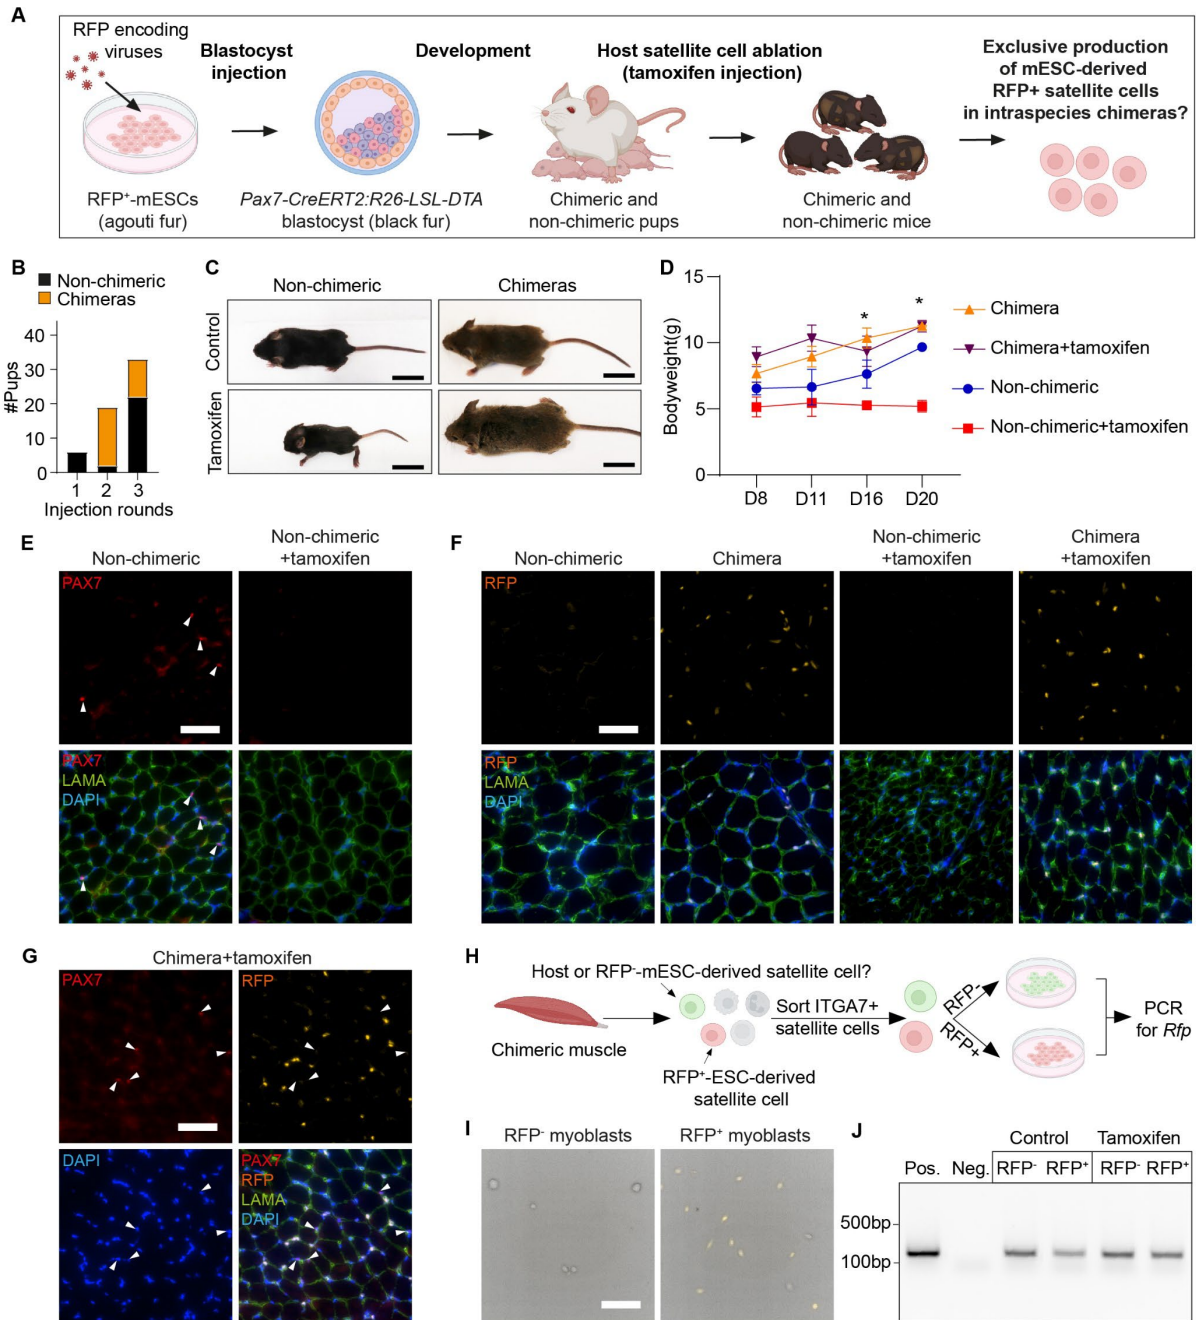 A
RFP encoding
viruses
Blastocyst
injection
Development
Host satellite cell ablation
(tamoxifen injection)
Exclusive production
of mESC-derived
RFP+ satellite cells
in intraspecies chimeras?
RFP⁺-mESCs
(agouti fur)
Pax7-CreERT2:R26-LSL-DTA
blastocyst (black fur)
Chimeric and
non-chimeric pups
Chimeric and
non-chimeric mice
B
Non-chimeric
Chimeras
#Pups
40
30
20
10
0
1 2 3
Injection rounds
C
Non-chimeric
Chimeras
Control
Tamoxifen
D
Bodyweight(g)
15
10
5
0
D8 D11 D16 D20
*
*
Chimera
Chimera+tamoxifen
Non-chimeric
Non-chimeric+tamoxifen
E
Non-chimeric
Non-chimeric
+tamoxifen
PAX7
PAX7
LAMA
DAPI
F
Non-chimeric
Chimera
Non-chimeric
+tamoxifen
Chimera
+tamoxifen
RFP
RFP
LAMA
DAPI
G
Chimera+tamoxifen
PAX7
RFP
DAPI
PAX7
RFP
LAMA
DAPI
H
Host or RFP⁻-mESC-derived satellite cell?
Chimeric muscle
Sort ITGA7+
satellite cells
RFP⁺-ESC-derived
satellite cell
RFP-
RFP+
PCR
for Rfp
I
RFP⁻ myoblasts
RFP⁺ myoblasts
J
Control Tamoxifen
Pos. Neg. RFP⁻ RFP⁺ RFP⁻ RFP⁺
500bp
100bp